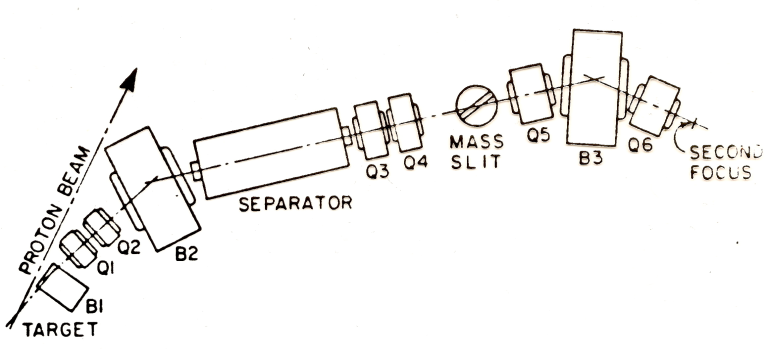 PROTON BEAM
TARGET
B1
Q1
Q2
B2
SEPARATOR
Q3
Q4
MASS
SLIT
Q5
B3
Q6
SECOND
FOCUS